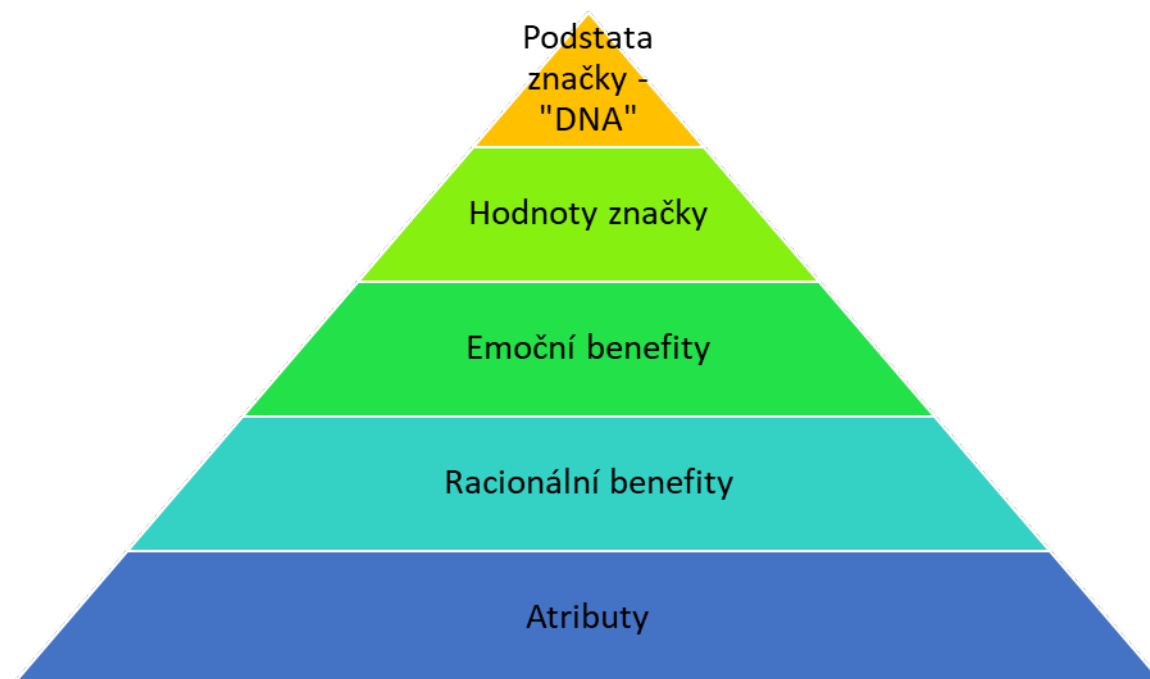 Podstata
značky -
"DNA"
Hodnoty značky
Emoční benefity
Racionální benefity
Atributy